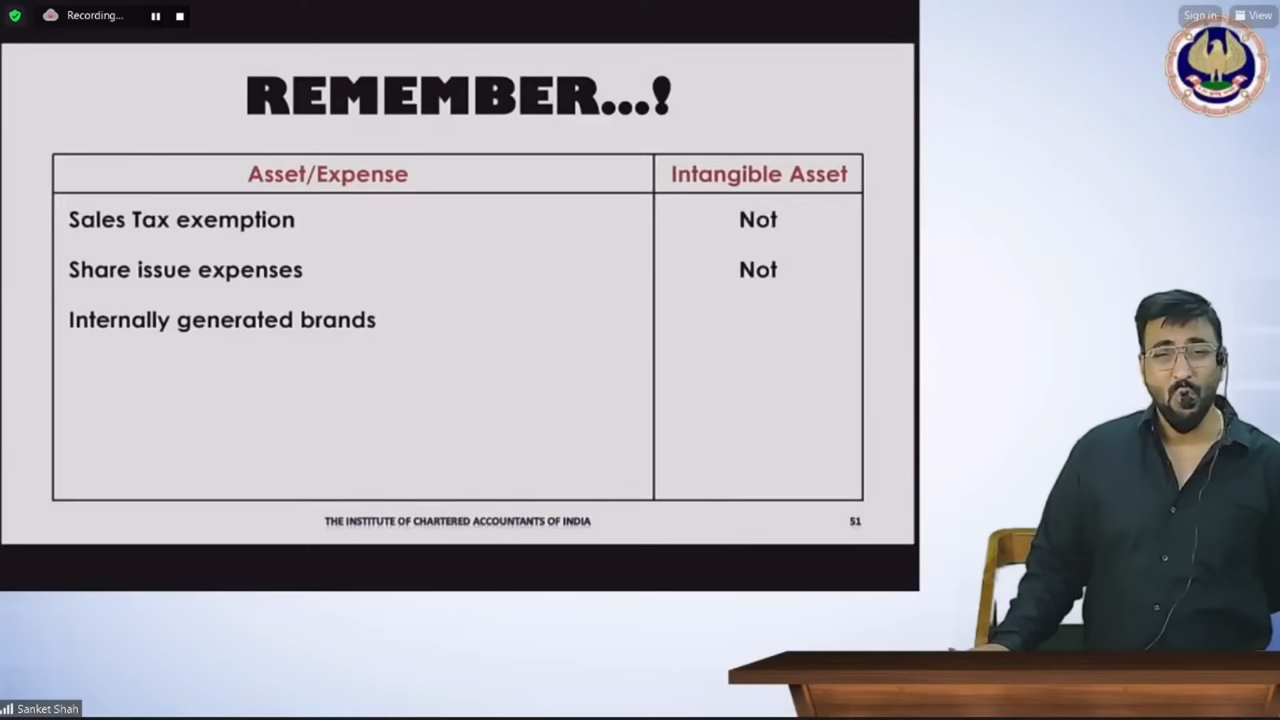 Recording...
Sign in
View
REMEMBER...!
Asset/Expense
Intangible Asset
Sales Tax exemption
Not
Share issue expenses
Not
Internally generated brands
THE INSTITUTE OF CHARTERED ACCOUNTANTS OF INDIA
51
Sanket Shah